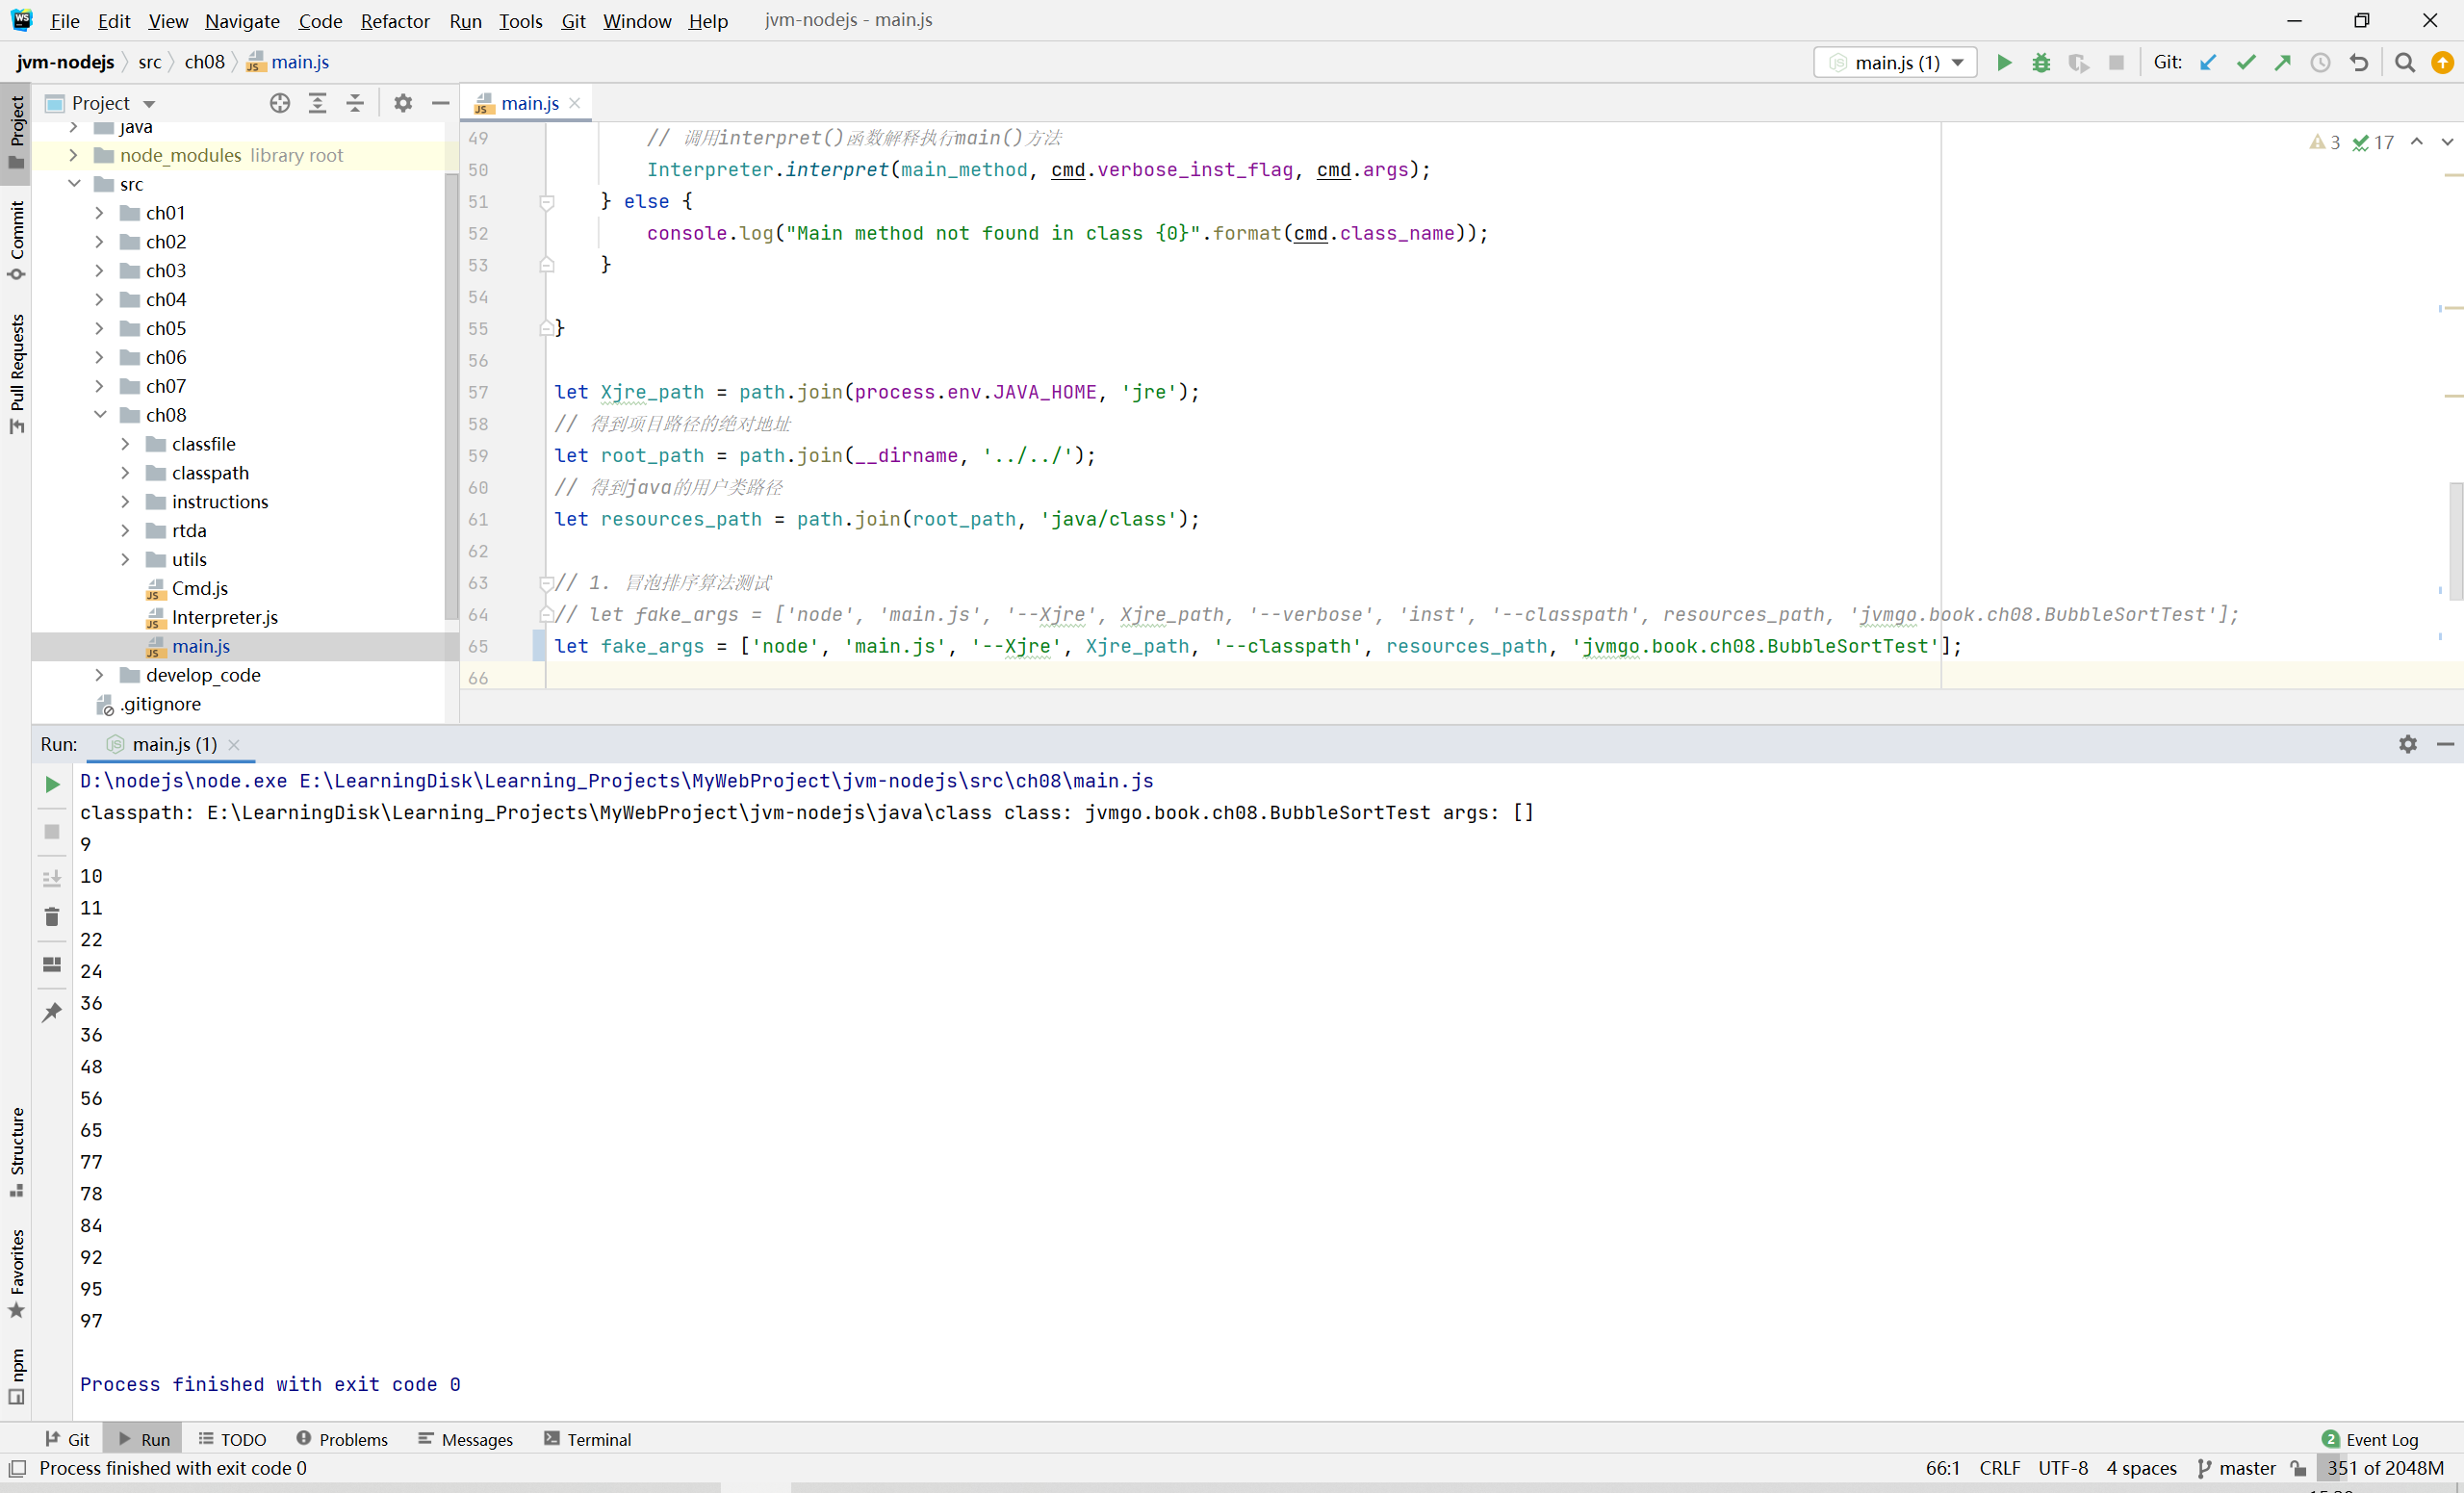 File Edit View Navigate Code Refactor Run Tools Git Window Help jvm-nodejs - main.js
jvm-nodejs src ch08 main.js main.js (1) Git:
Project main.js
java
node_modules library root
src
ch01
ch02
ch03
ch04
ch05
ch06
ch07
ch08
classfile
classpath
instructions
rtda
utils
Cmd.js
Interpreter.js
main.js
develop_code
.gitignore
Project
Commit
Pull Requests
Structure
Favorites
npm
3 17
49 // 调用interpret()函数解释执行main()方法
50 Interpreter.interpret(main_method, cmd.verbose_inst_flag, cmd.args);
51 } else {
52 console.log("Main method not found in class {0}".format(cmd.class_name));
53 }
54
55 }
56
57 let Xjre_path = path.join(process.env.JAVA_HOME, 'jre');
58 // 得到项目路径的绝对地址
59 let root_path = path.join(__dirname, '../../');
60 // 得到java的用户类路径
61 let resources_path = path.join(root_path, 'java/class');
62
63 // 1. 冒泡排序算法测试
64 // let fake_args = ['node', 'main.js', '--Xjre', Xjre_path, '--verbose', 'inst', '--classpath', resources_path, 'jvmgo.book.ch08.BubbleSortTest'];
65 let fake_args = ['node', 'main.js', '--Xjre', Xjre_path, '--classpath', resources_path, 'jvmgo.book.ch08.BubbleSortTest'];
66
Run: main.js (1)
D:\nodejs\node.exe E:\LearningDisk\Learning_Projects\MyWebProject\jvm-nodejs\src\ch08\main.js
classpath: E:\LearningDisk\Learning_Projects\MyWebProject\jvm-nodejs\java\class class: jvmgo.book.ch08.BubbleSortTest args: []
9
10
11
22
24
36
36
48
56
65
77
78
84
92
95
97
Process finished with exit code 0
Git Run TODO Problems Messages Terminal 2 Event Log
Process finished with exit code 0 66:1 CRLF UTF-8 4 spaces master 351 of 2048M